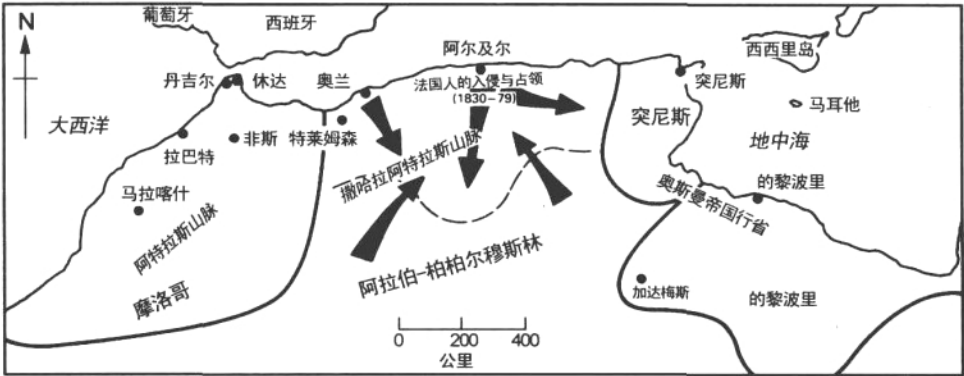 N
葡萄牙
西班牙
阿尔及尔
西西里岛
丹吉尔
休达
奥兰
法国人的入侵与占领
(1830-79)
突尼斯
马耳他
大西洋
拉巴特
非斯
特莱姆森
突尼斯
地中海
撒哈拉阿特拉斯山脉
马拉喀什
的黎波里
奥斯曼帝国行省
阿特拉斯山脉
阿拉伯-柏柏尔穆斯林
摩洛哥
加达梅斯
的黎波里
0 200 400
公里